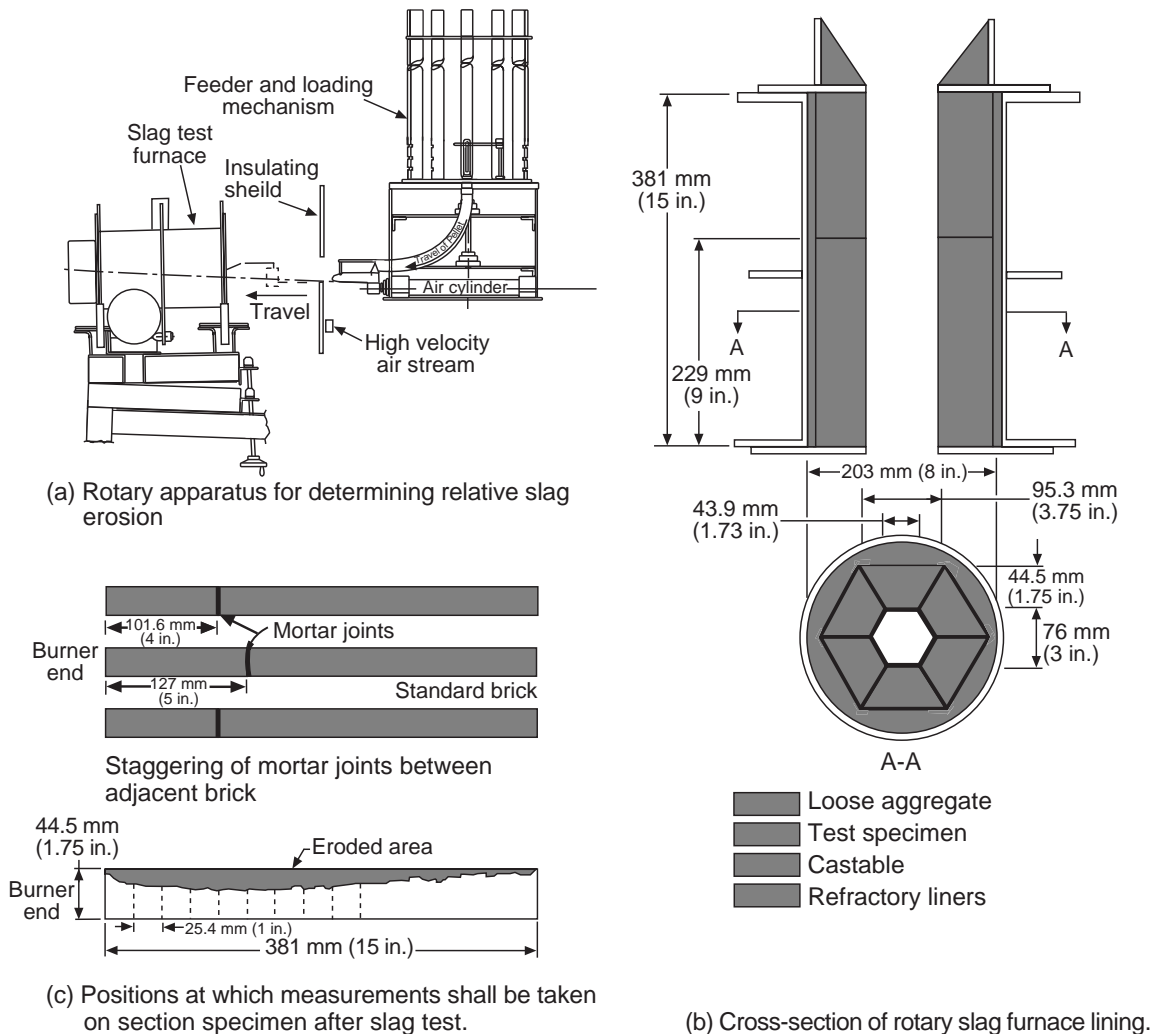 Feeder and loading
mechanism
Slag test
furnace
Insulating
sheild
Travel of Pellet
Air cylinder
Travel
High velocity
air stream
(a) Rotary apparatus for determining relative slag
erosion
101.6 mm
(4 in.)
Mortar joints
Burner
end
127 mm
(5 in.)
Standard brick
Staggering of mortar joints between
adjacent brick
44.5 mm
(1.75 in.)
Eroded area
Burner
end
25.4 mm (1 in.)
381 mm (15 in.)
(c) Positions at which measurements shall be taken
on section specimen after slag test.
381 mm
(15 in.)
A
A
229 mm
(9 in.)
203 mm (8 in.)
43.9 mm
(1.73 in.)
95.3 mm
(3.75 in.)
44.5 mm
(1.75 in.)
76 mm
(3 in.)
A-A
Loose aggregate
Test specimen
Castable
Refractory liners
(b) Cross-section of rotary slag furnace lining.